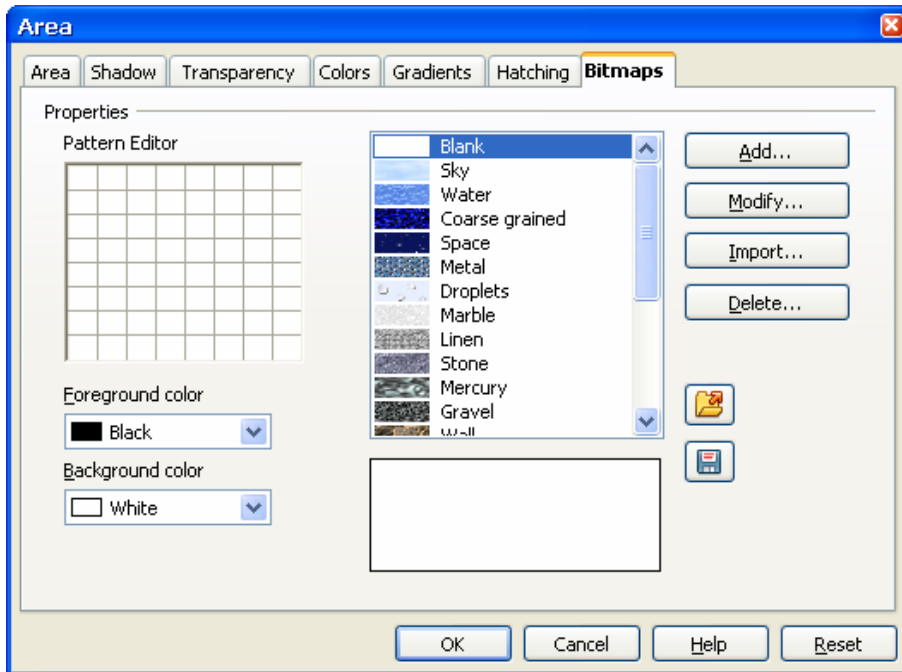 Area
Area Shadow Transparency Colors Gradients Hatching Bitmaps
Properties
Pattern Editor
Blank
Sky
Water
Coarse grained
Space
Metal
Droplets
Marble
Linen
Stone
Mercury
Gravel
Wall
Add...
Modify...
Import...
Delete...
Foreground color
Black
Background color
White
OK Cancel Help Reset